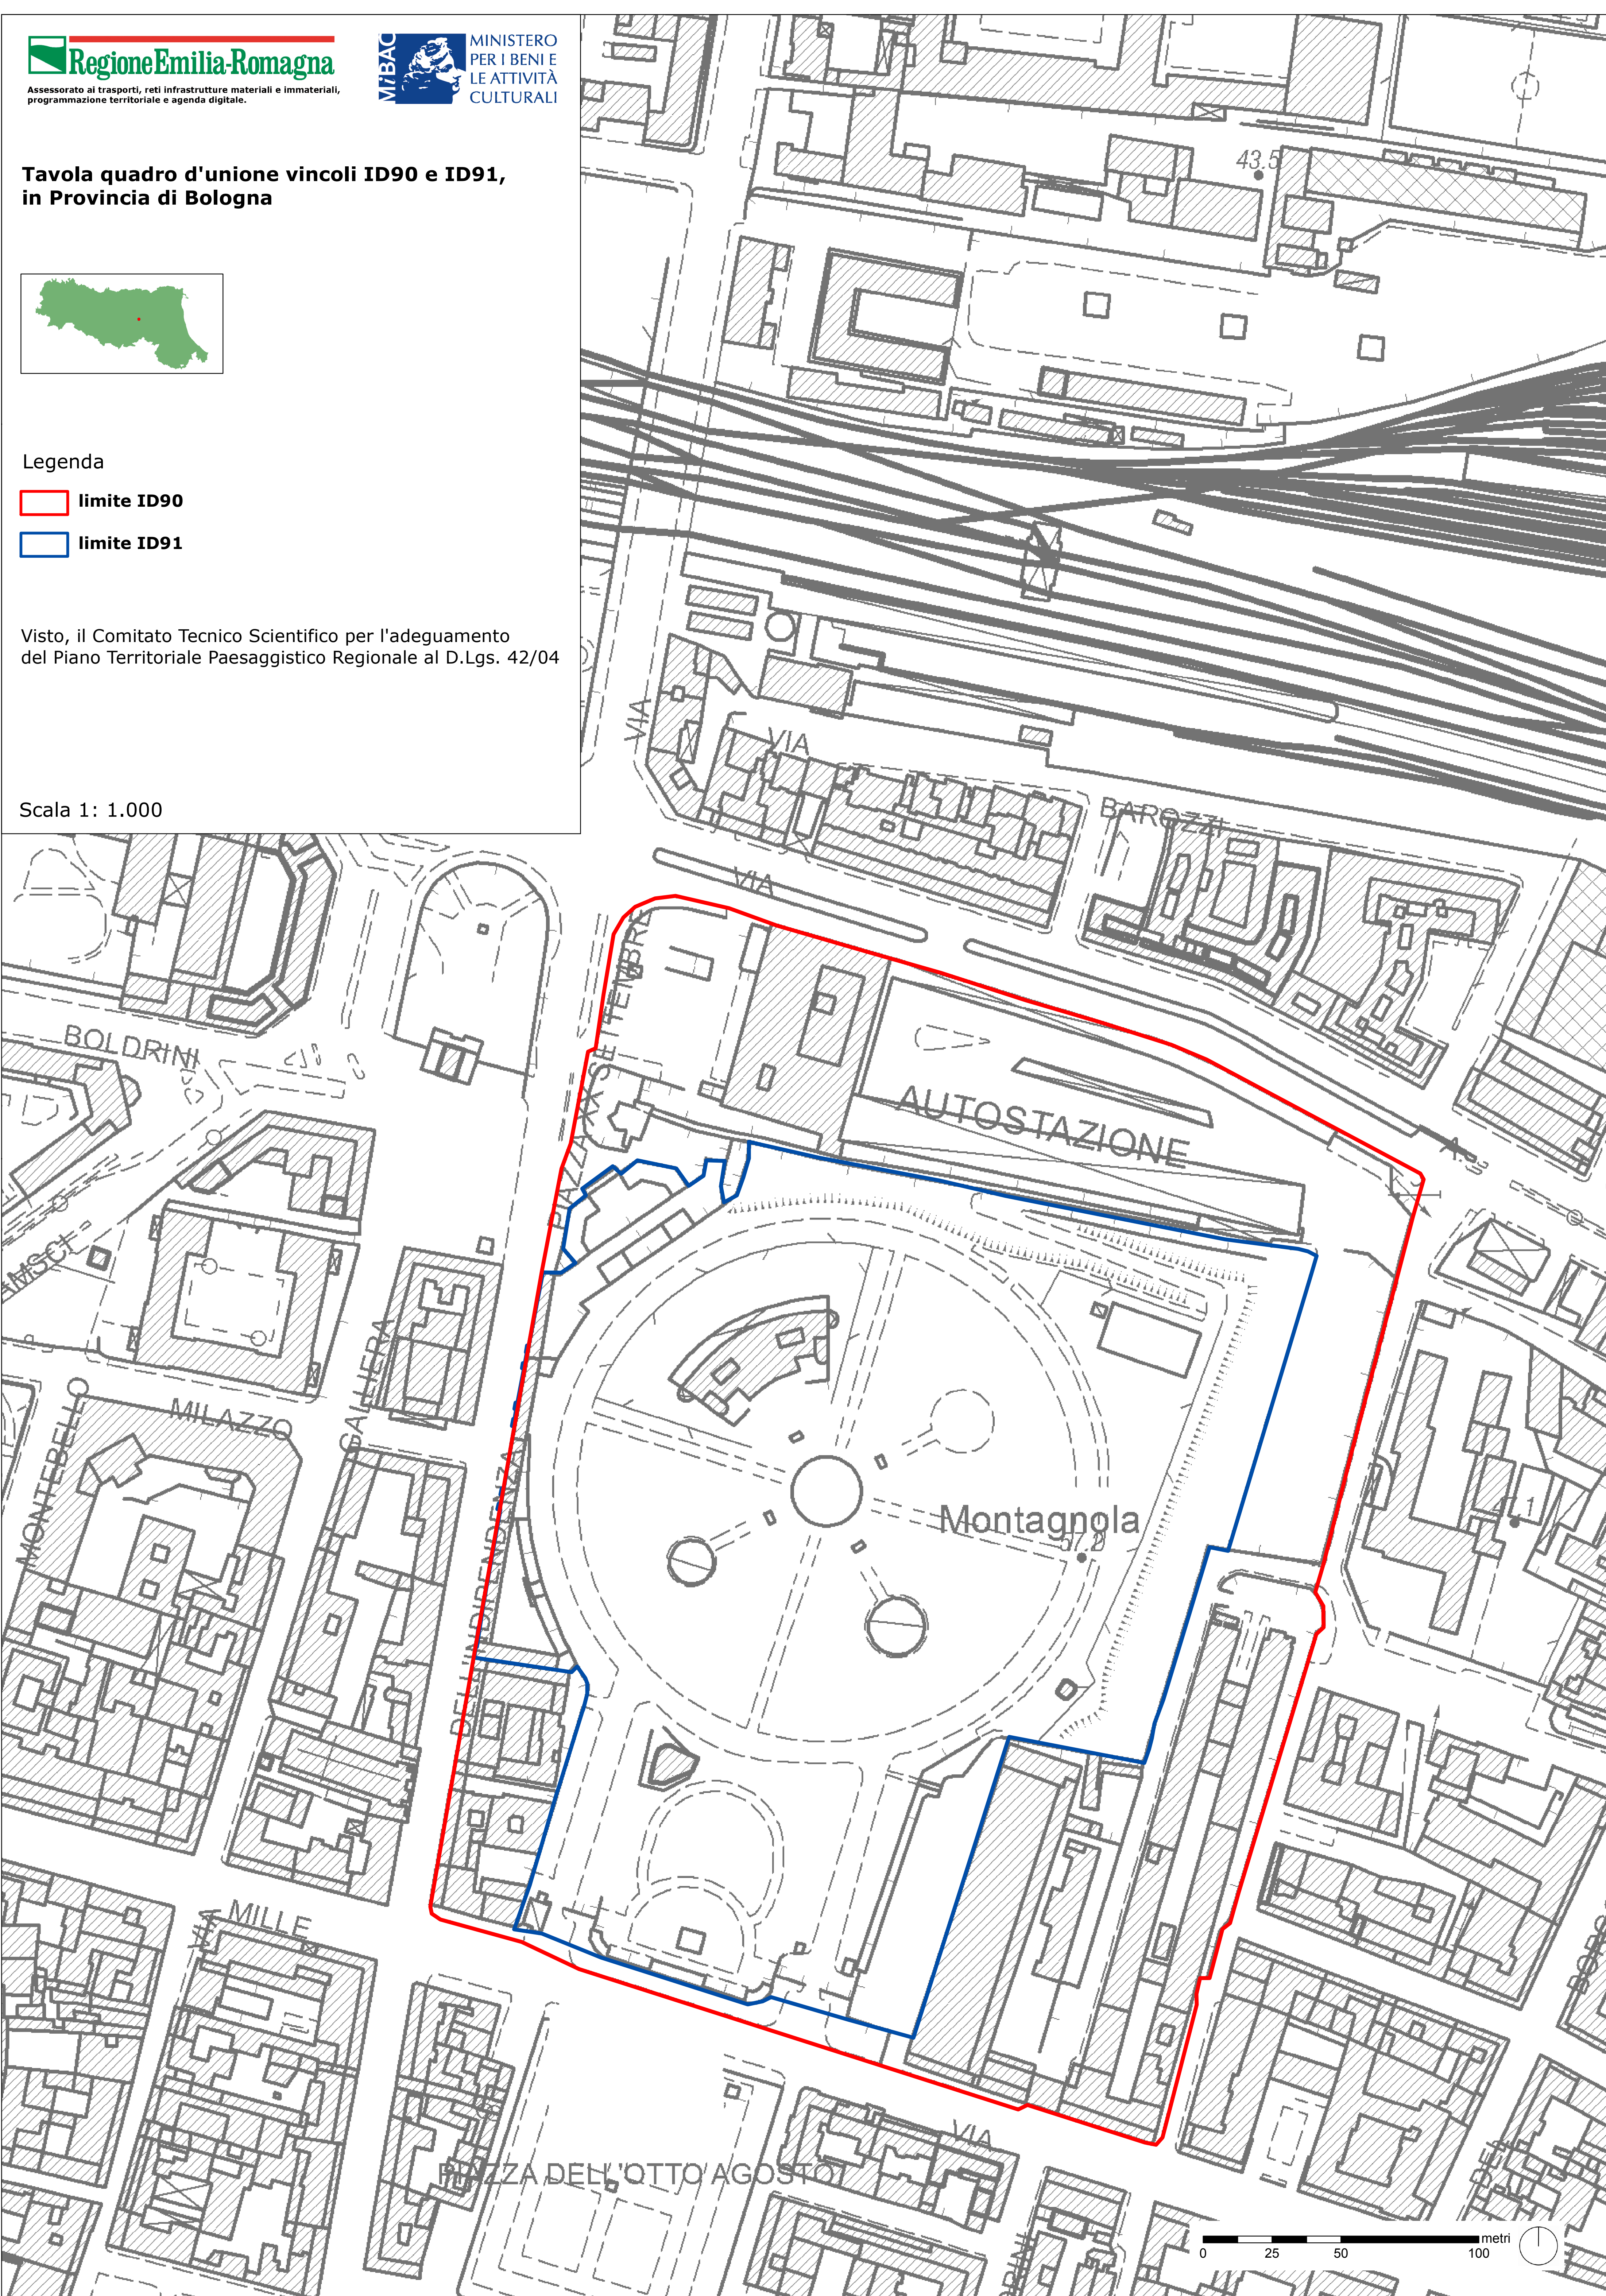 RegioneEmilia-Romagna
Assessorato ai trasporti, reti infrastrutture materiali e immateriali,
programmazione territoriale e agenda digitale.
MiBAC
MINISTERO
PER I BENI E
LE ATTIVITÀ
CULTURALI
Tavola quadro d'unione vincoli ID90 e ID91,
in Provincia di Bologna
Legenda
limite ID90
limite ID91
Visto, il Comitato Tecnico Scientifico per l'adeguamento
del Piano Territoriale Paesaggistico Regionale al D.Lgs. 42/04
Scala 1: 1.000
43.5
VIA
VIA
BAROZZI
VIA
PIAZZA XX SETTEMBRE
BOLDRINI
AUTOSTAZIONE
A.
MILAZZO
GALLIERA
MONTEBELLO
DELL'INDIPENDENZA
Montagnola
VIA
MILLE
VIA
PIAZZA DELL'OTTO AGOSTO
metri
0 25 50 100